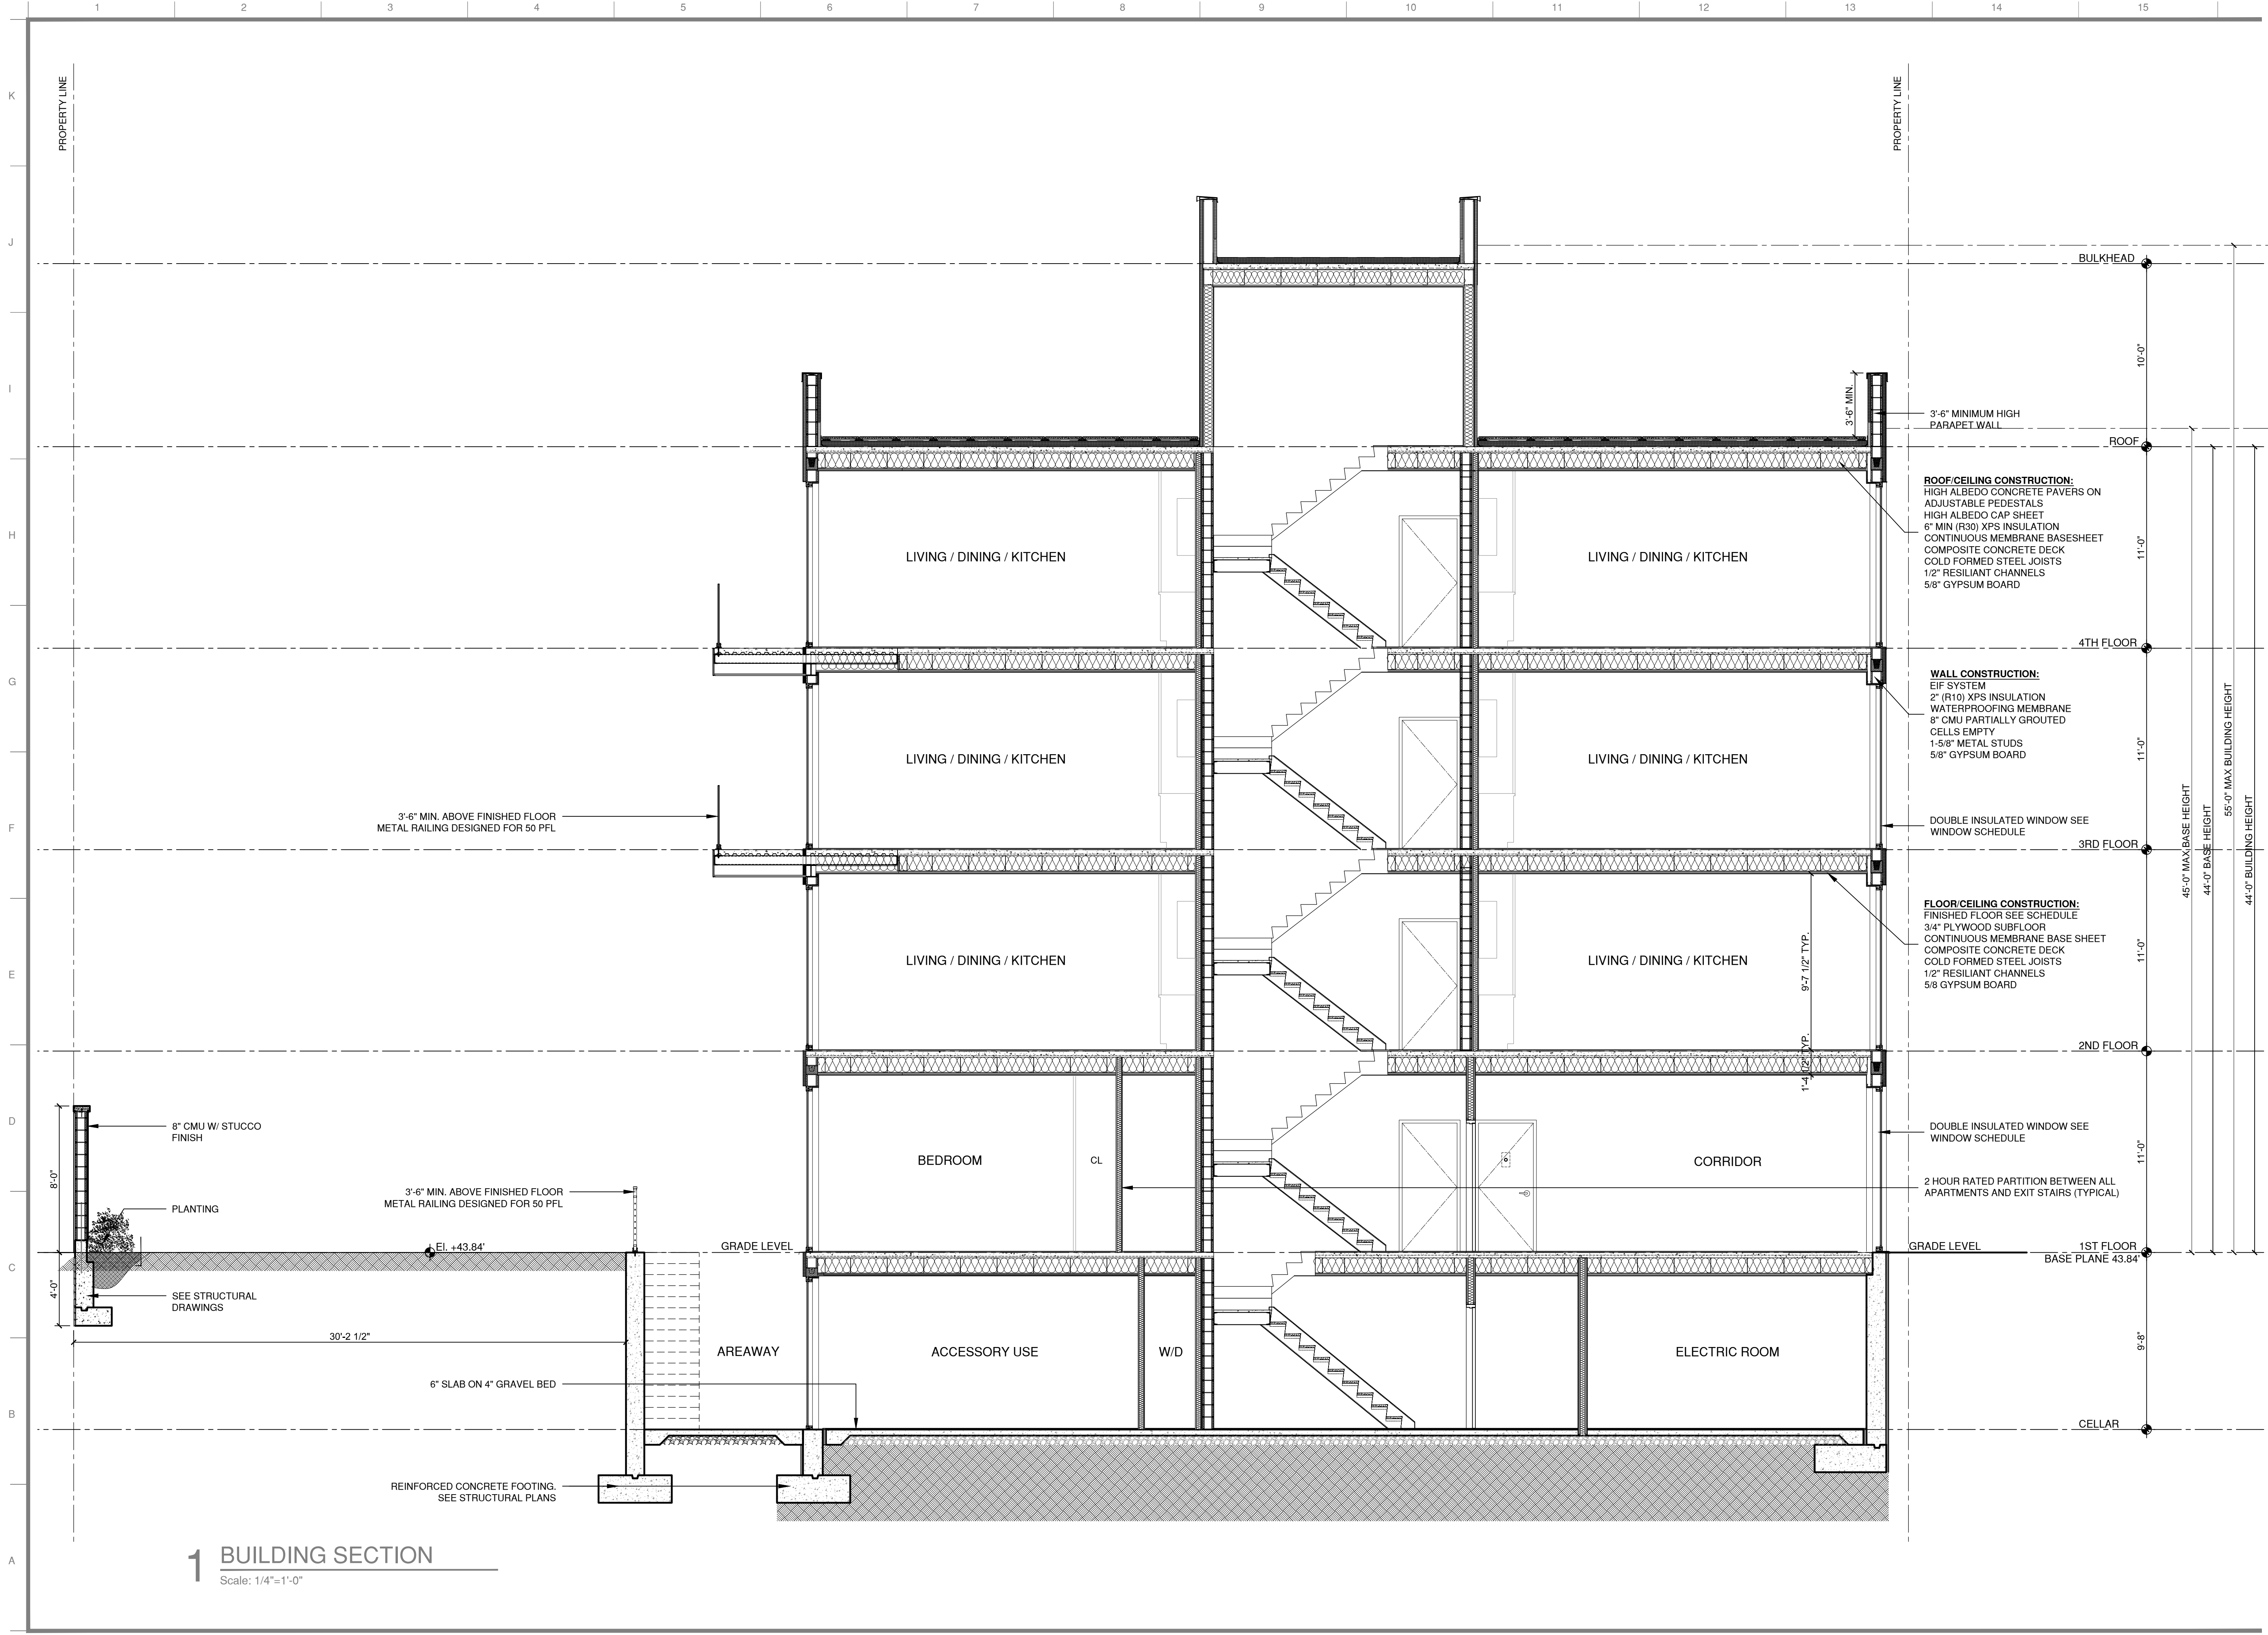 1 2 3 4 5 6 7 8 9 10 11 12 13 14 15
K
J
I
H
G
F
E
D
C
B
A
PROPERTY LINE
PROPERTY LINE
BULKHEAD
10'-0"
3'-6" MIN.
3'-6" MINIMUM HIGH
PARAPET WALL
ROOF
ROOF/CEILING CONSTRUCTION:
HIGH ALBEDO CONCRETE PAVERS ON
ADJUSTABLE PEDESTALS
HIGH ALBEDO CAP SHEET
6" MIN (R30) XPS INSULATION
CONTINUOUS MEMBRANE BASESHEET
COMPOSITE CONCRETE DECK
COLD FORMED STEEL JOISTS
1/2" RESILIANT CHANNELS
5/8" GYPSUM BOARD
11'-0"
LIVING / DINING / KITCHEN
LIVING / DINING / KITCHEN
4TH FLOOR
WALL CONSTRUCTION:
EIF SYSTEM
2" (R10) XPS INSULATION
WATERPROOFING MEMBRANE
8" CMU PARTIALLY GROUTED
CELLS EMPTY
1-5/8" METAL STUDS
5/8" GYPSUM BOARD
11'-0"
LIVING / DINING / KITCHEN
LIVING / DINING / KITCHEN
3'-6" MIN. ABOVE FINISHED FLOOR
METAL RAILING DESIGNED FOR 50 PFL
DOUBLE INSULATED WINDOW SEE
WINDOW SCHEDULE
3RD FLOOR
45'-0" MAX BASE HEIGHT
44'-0" BASE HEIGHT
55'-0" MAX BUILDING HEIGHT
44'-0" BUILDING HEIGHT
FLOOR/CEILING CONSTRUCTION:
FINISHED FLOOR SEE SCHEDULE
3/4" PLYWOOD SUBFLOOR
CONTINUOUS MEMBRANE BASE SHEET
COMPOSITE CONCRETE DECK
COLD FORMED STEEL JOISTS
1/2" RESILIANT CHANNELS
5/8 GYPSUM BOARD
11'-0"
LIVING / DINING / KITCHEN
LIVING / DINING / KITCHEN
9'-7 1/2" TYP.
1'-4 1/2" TYP.
2ND FLOOR
8" CMU W/ STUCCO
FINISH
8'-0"
PLANTING
3'-6" MIN. ABOVE FINISHED FLOOR
METAL RAILING DESIGNED FOR 50 PFL
BEDROOM
CL
CORRIDOR
DOUBLE INSULATED WINDOW SEE
WINDOW SCHEDULE
11'-0"
2 HOUR RATED PARTITION BETWEEN ALL
APARTMENTS AND EXIT STAIRS (TYPICAL)
El. +43.84'
GRADE LEVEL
GRADE LEVEL
1ST FLOOR
BASE PLANE 43.84'
4'-0"
SEE STRUCTURAL
DRAWINGS
30'-2 1/2"
AREAWAY
ACCESSORY USE
W/D
ELECTRIC ROOM
9'-8"
6" SLAB ON 4" GRAVEL BED
CELLAR
REINFORCED CONCRETE FOOTING.
SEE STRUCTURAL PLANS
1 BUILDING SECTION
Scale: 1/4"=1'-0"